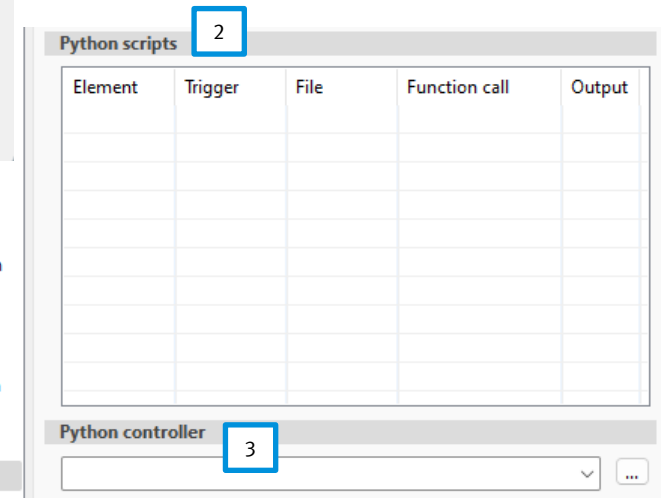 2
Python scripts
Element Trigger File Function call Output
Python controller
3
...